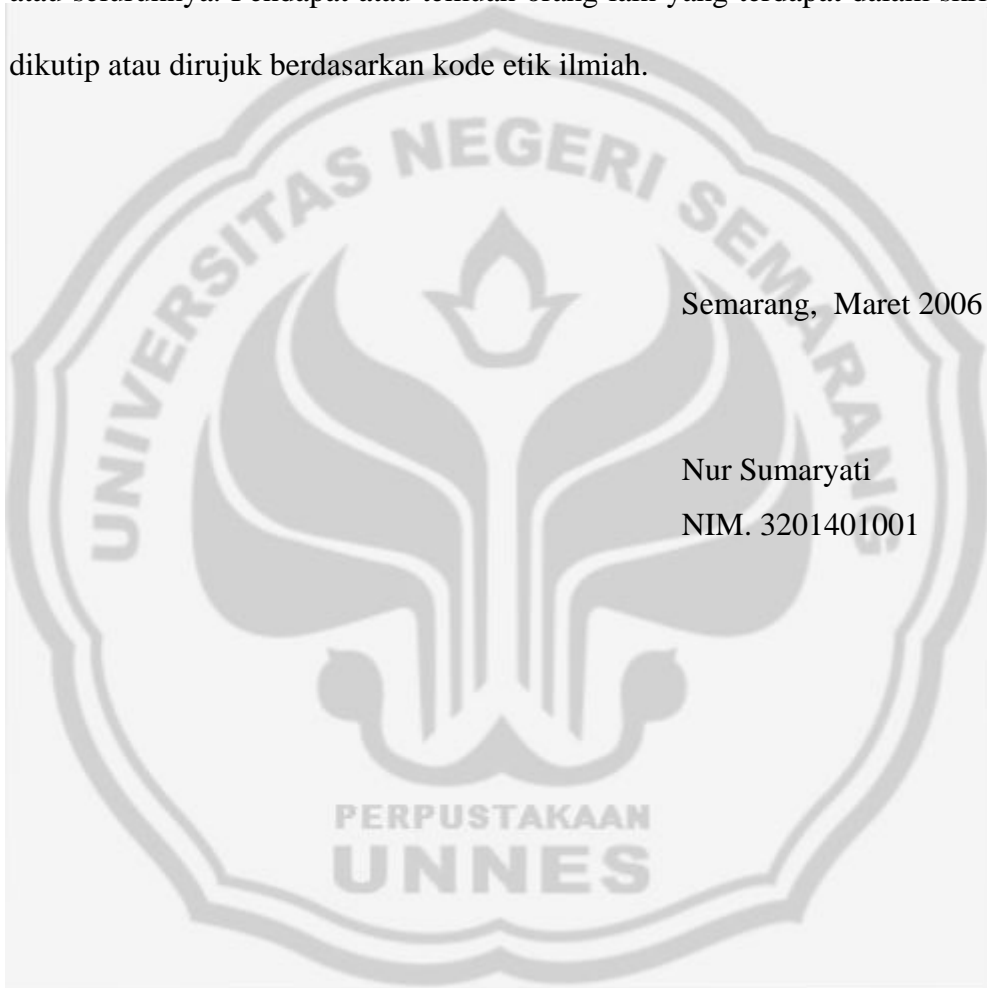 dikutip atau dirujuk berdasarkan kode etik ilmiah.
UNIVERSITAS NEGERI SEMARANG
Semarang, Maret 2006
Nur Sumaryati
NIM. 3201401001
PERPUSTAKAAN
UNNES